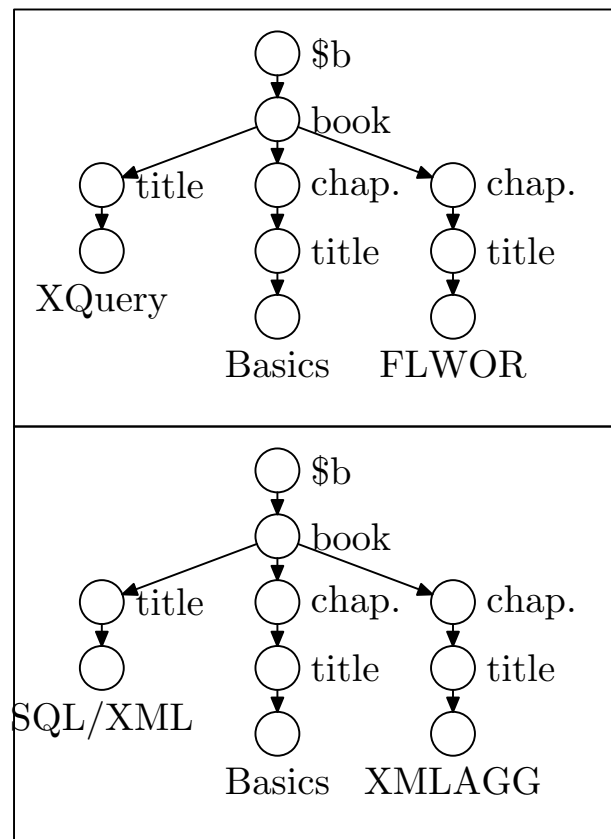 $b
book
title chap. chap.
XQuery title title
Basics FLWOR
$b
book
title chap. chap.
SQL/XML title title
Basics XMLAGG